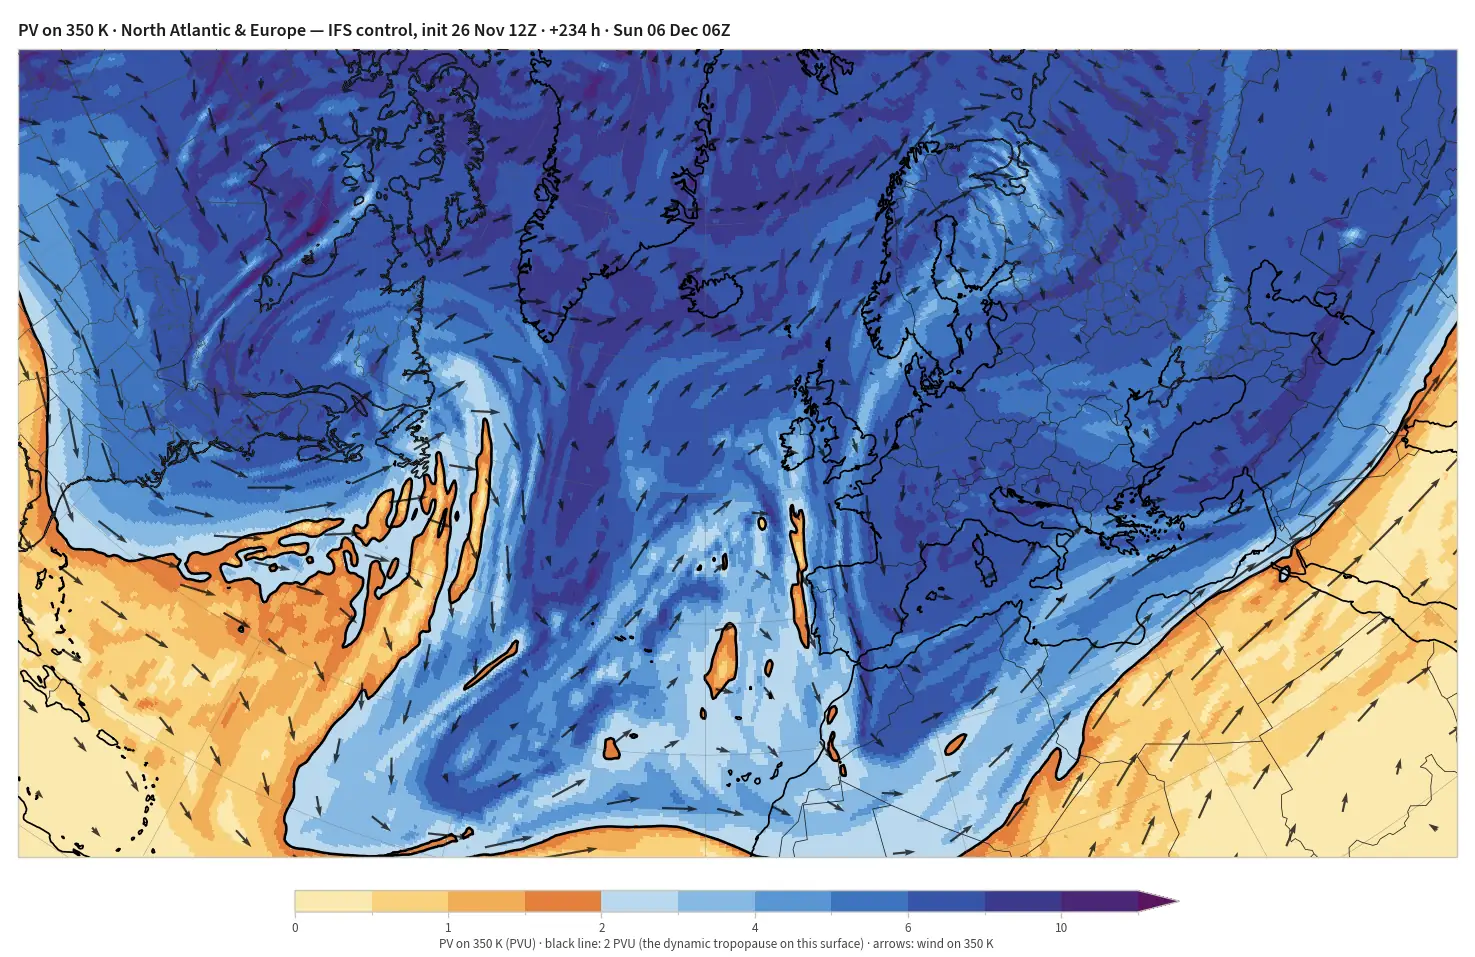 PV on 350 K · North Atlantic & Europe — IFS control, init 26 Nov 12Z · +234 h · Sun 06 Dec 06Z
0 1 2 4 6 10
PV on 350 K (PVU) · black line: 2 PVU (the dynamic tropopause on this surface) · arrows: wind on 350 K